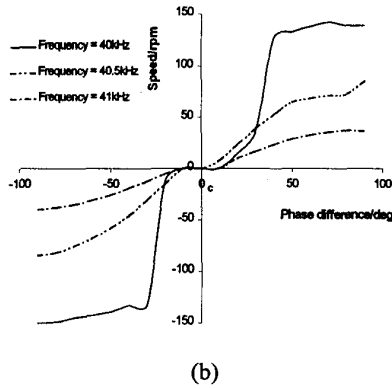 Frequency = 40kHz
Frequency = 40.5kHz
Frequency = 41kHz
Speed/rpm
150
100
50
0
-100
-50
0
c
50
100
Phase difference/deg
-50
-100
-150
(b)